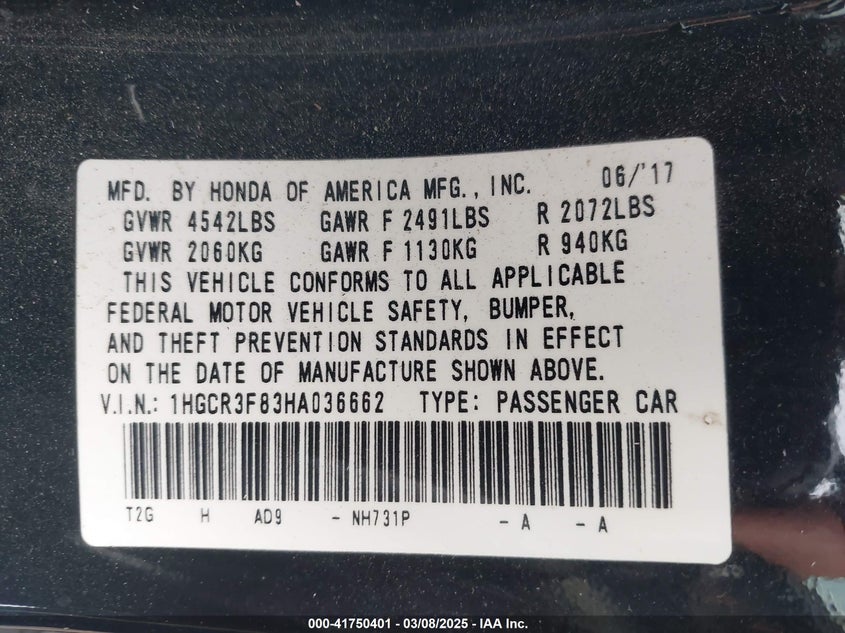 MFD. BY HONDA OF AMERICA MFG., INC. 06/'17
GVWR 4542LBS GAWR F 2491LBS R 2072LBS
GVWR 2060KG GAWR F 1130KG R 940KG
THIS VEHICLE CONFORMS TO ALL APPLICABLE
FEDERAL MOTOR VEHICLE SAFETY, BUMPER,
AND THEFT PREVENTION STANDARDS IN EFFECT
ON THE DATE OF MANUFACTURE SHOWN ABOVE.
V.I.N.: 1HGCR3F83HA036662 TYPE: PASSENGER CAR
T2G H AD9 - NH731P - A - A
000-41750401 - 03/08/2025 - IAA Inc.